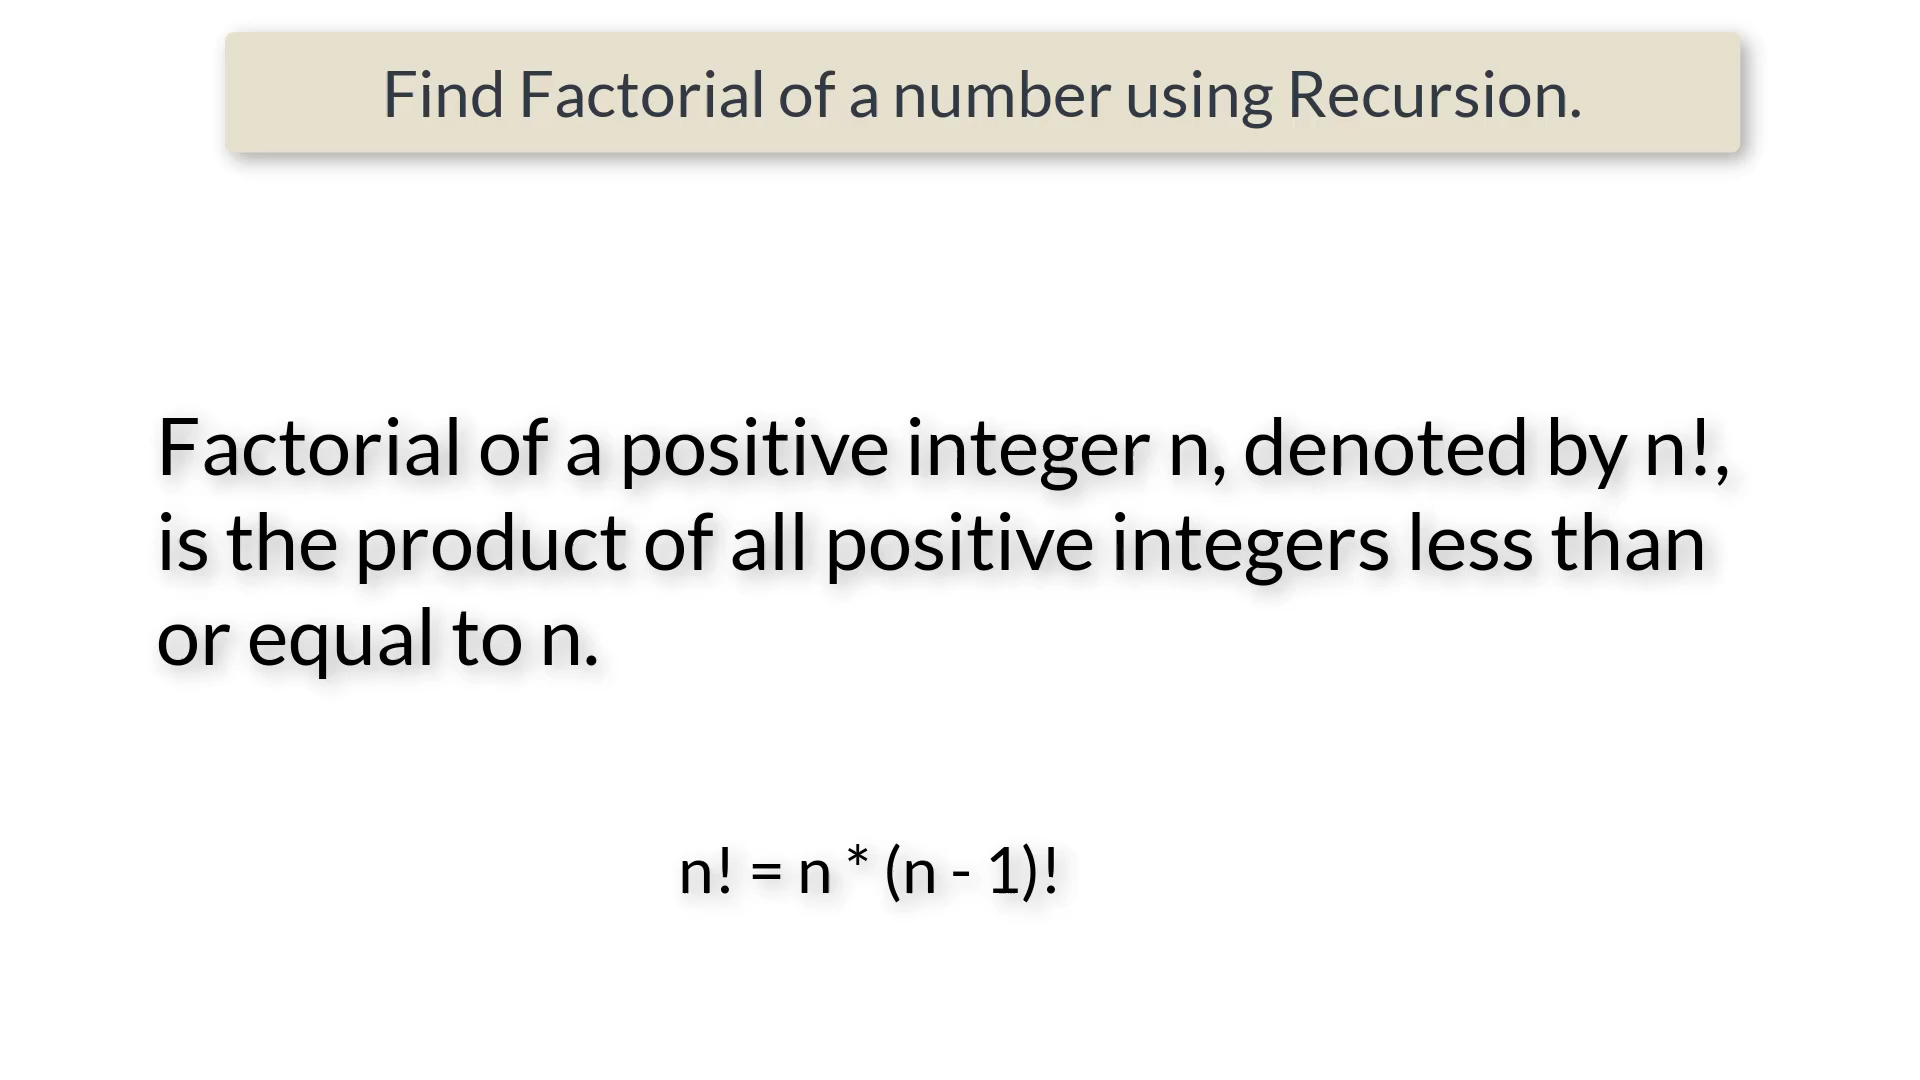 Find Factorial of a number using Recursion.
Factorial of a positive integer n, denoted by n!,
is the product of all positive integers less than
or equal to n.
n! = n * (n - 1)!